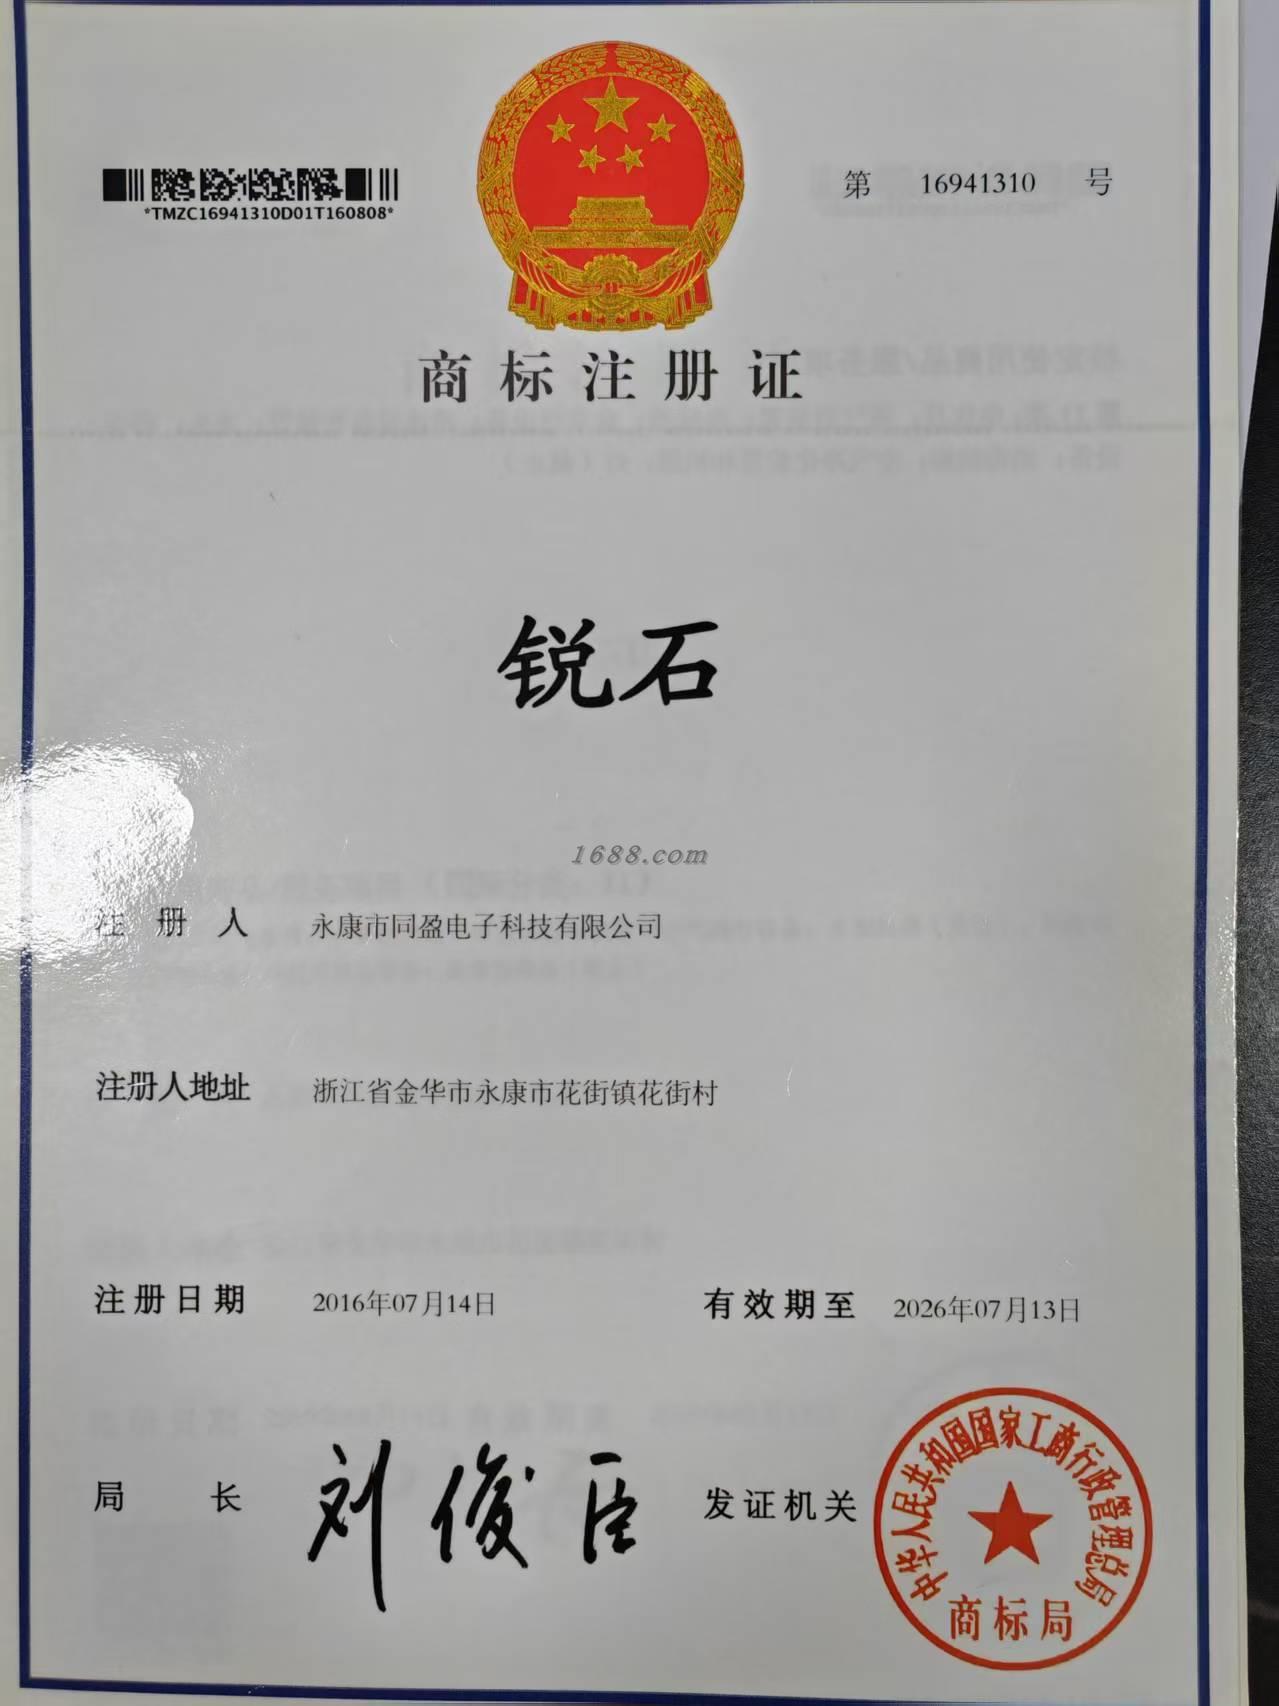 *TMZC16941310D01T160808*
第 16941310 号
商标注册证
锐石
1688.com
注册人 永康市同盈电子科技有限公司
注册人地址 浙江省金华市永康市花街镇花街村
注册日期 2016年07月14日 有效期至 2026年07月13日
局长 刘俊臣 发证机关
中华人民共和国国家工商行政管理总局
商标局